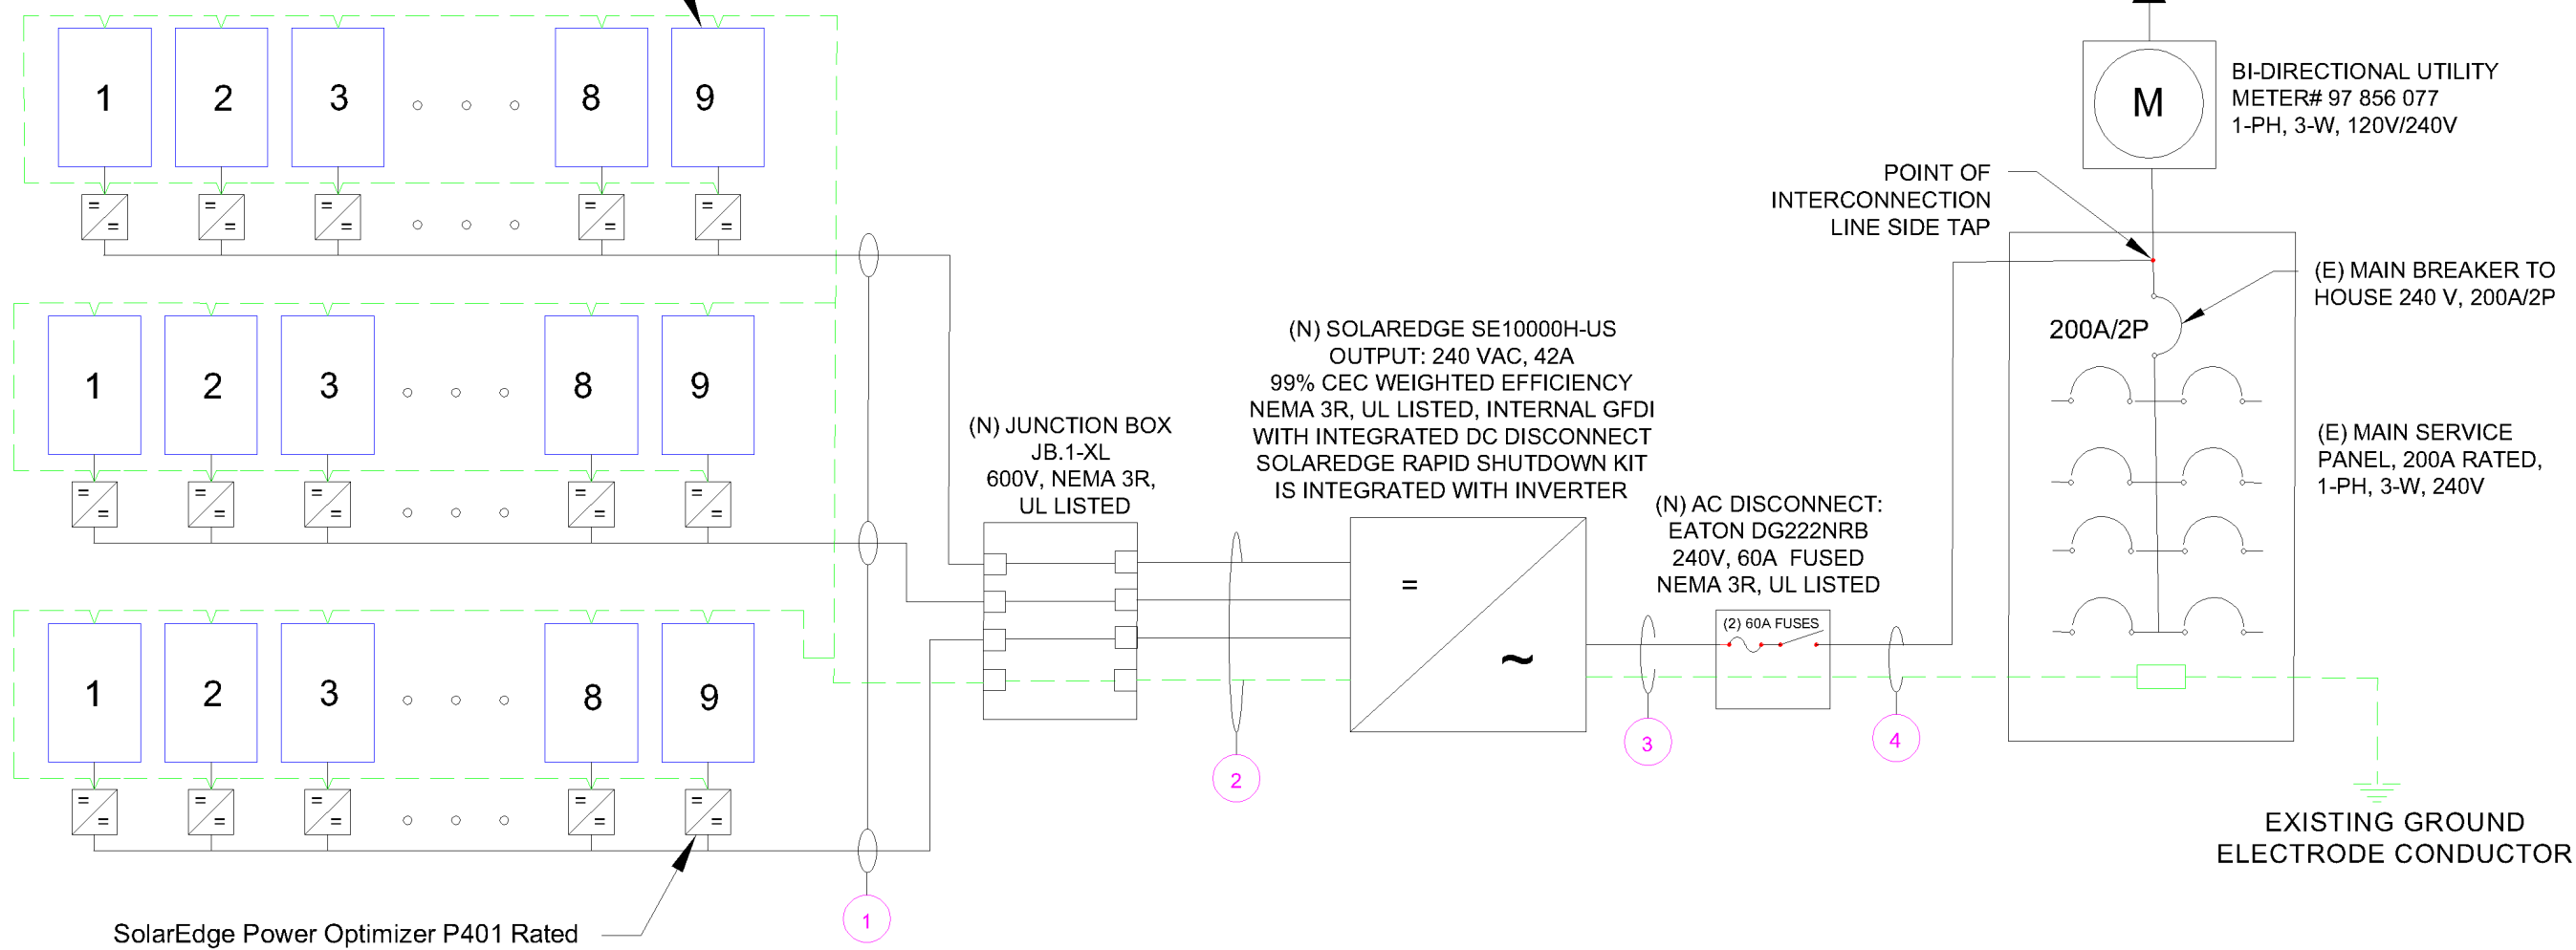 1 2 3 8 9
1 2 3 8 9
1 2 3 8 9
SolarEdge Power Optimizer P401 Rated
1
(N) JUNCTION BOX
JB.1-XL
600V, NEMA 3R,
UL LISTED
2
(N) SOLAREDGE SE10000H-US
OUTPUT: 240 VAC, 42A
99% CEC WEIGHTED EFFICIENCY
NEMA 3R, UL LISTED, INTERNAL GFDI
WITH INTEGRATED DC DISCONNECT
SOLAREDGE RAPID SHUTDOWN KIT
IS INTEGRATED WITH INVERTER
3
(N) AC DISCONNECT:
EATON DG222NRB
240V, 60A FUSED
NEMA 3R, UL LISTED
(2) 60A FUSES
4
POINT OF
INTERCONNECTION
LINE SIDE TAP
M
BI-DIRECTIONAL UTILITY
METER# 97 856 077
1-PH, 3-W, 120V/240V
(E) MAIN BREAKER TO
HOUSE 240 V, 200A/2P
200A/2P
(E) MAIN SERVICE
PANEL, 200A RATED,
1-PH, 3-W, 240V
EXISTING GROUND
ELECTRODE CONDUCTOR